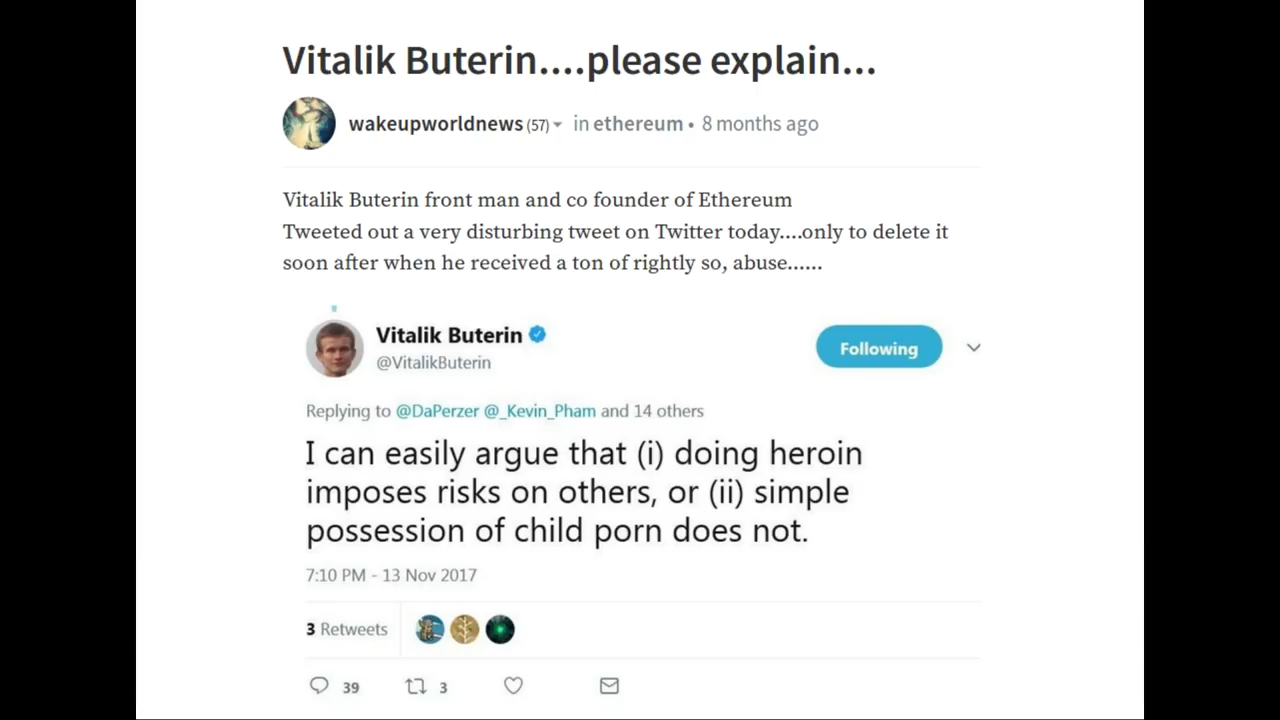 Vitalik Buterin....please explain...
wakeupworldnews (57) in ethereum • 8 months ago
Vitalik Buterin front man and co founder of Ethereum
Tweeted out a very disturbing tweet on Twitter today....only to delete it
soon after when he received a ton of rightly so, abuse......
Vitalik Buterin
@VitalikButerin
Following
Replying to @DaPerzer @_Kevin_Pham and 14 others
I can easily argue that (i) doing heroin
imposes risks on others, or (ii) simple
possession of child porn does not.
7:10 PM - 13 Nov 2017
3 Retweets
39 3